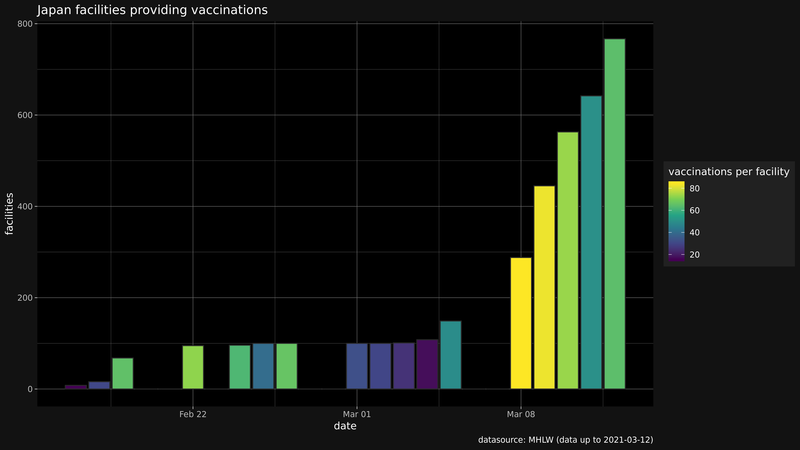 Japan facilities providing vaccinations
800
600
400
200
0
facilities
Feb 22
Mar 01
Mar 08
date
vaccinations per facility
80
60
40
20
datasource: MHLW (data up to 2021-03-12)